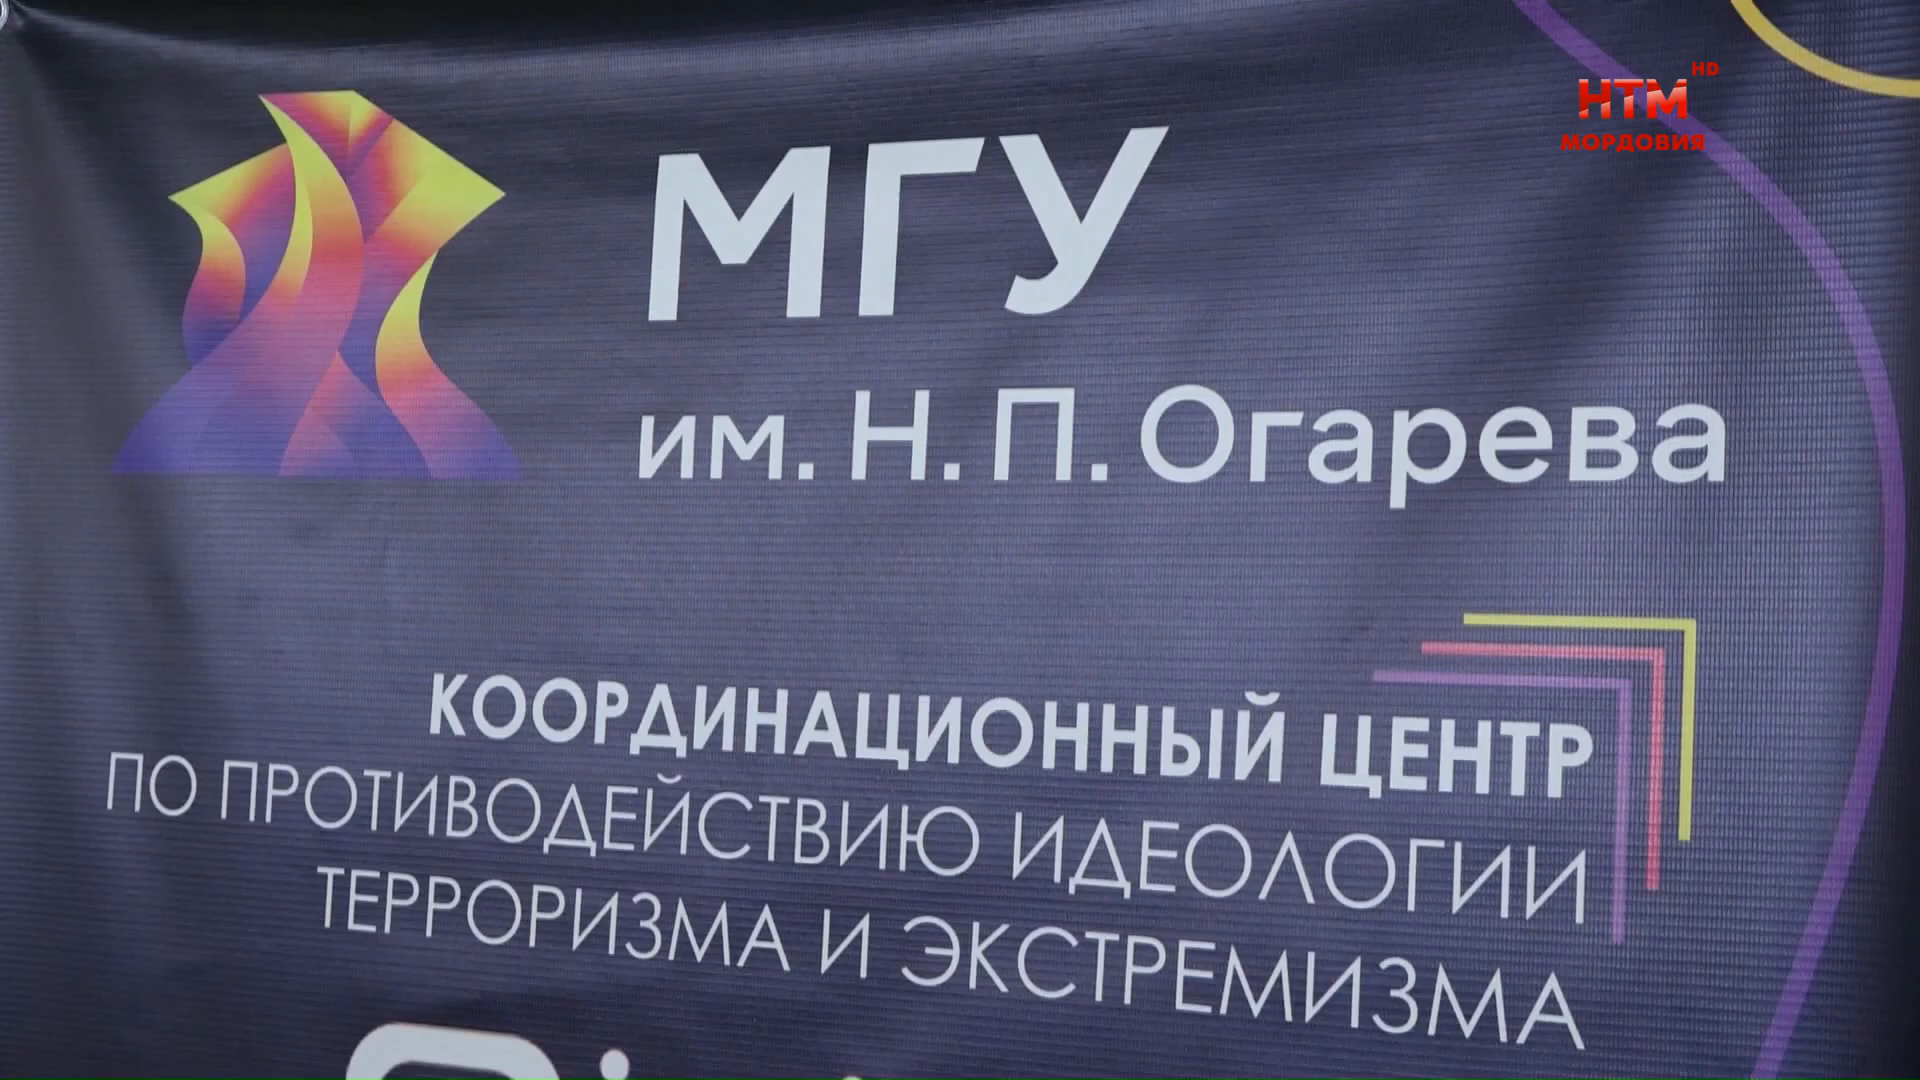 HD
НТМ
МОРДОВИЯ
МГУ
им. Н. П. Огарева
КООРДИНАЦИОННЫЙ ЦЕНТР
ПО ПРОТИВОДЕЙСТВИЮ ИДЕОЛОГИИ
ТЕРРОРИЗМА И ЭКСТРЕМИЗМА